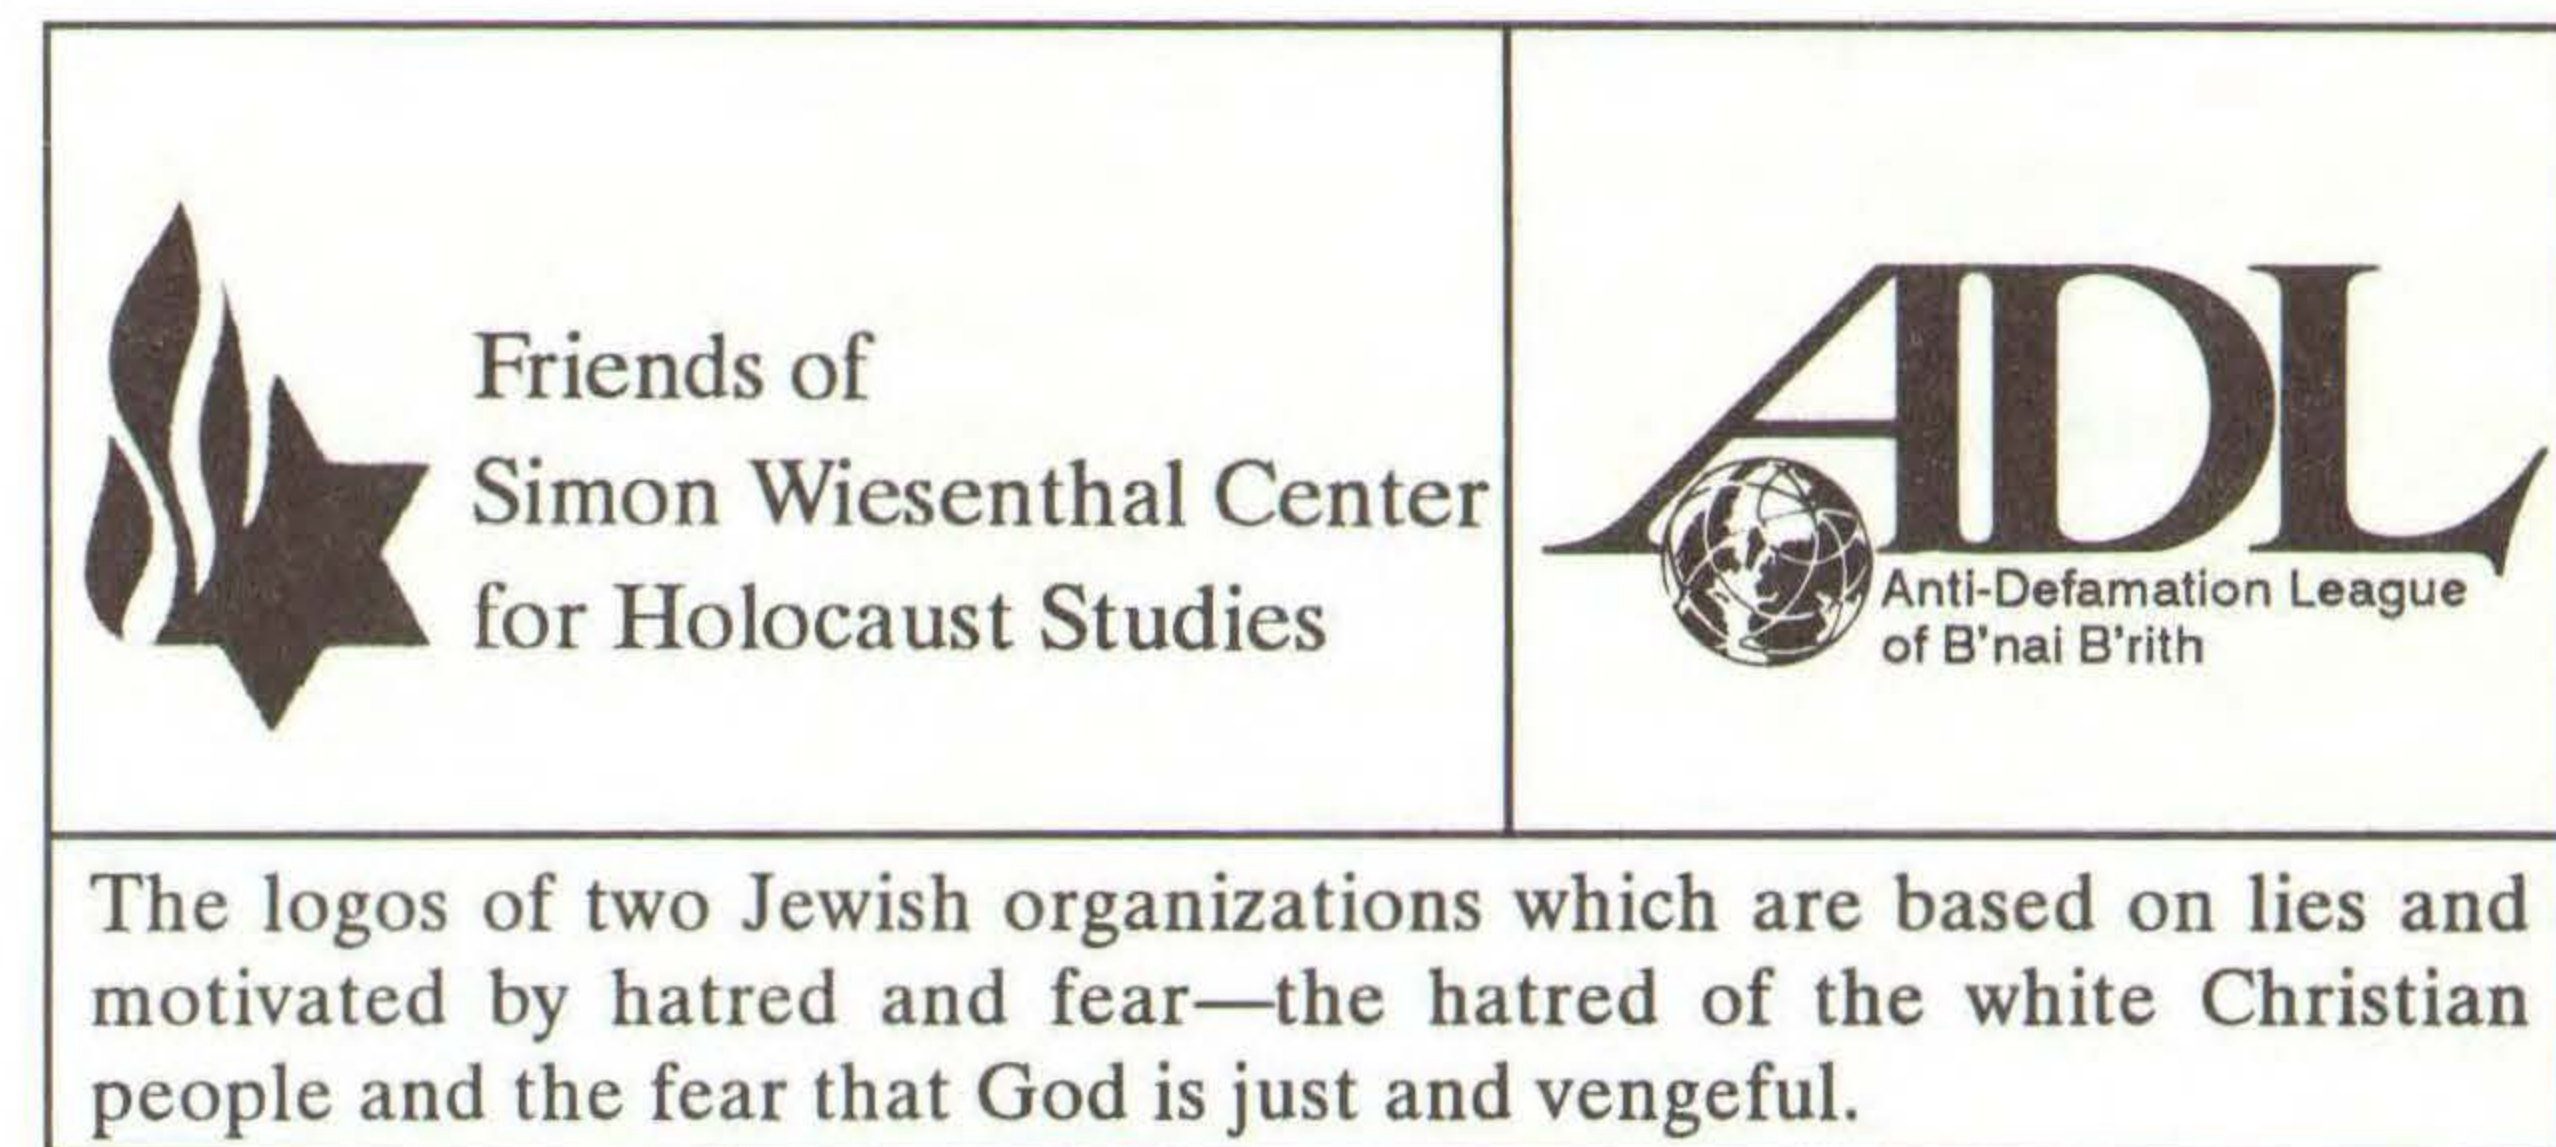 Friends of
Simon Wiesenthal Center
for Holocaust Studies
ADL
Anti-Defamation League
of B'nai B'rith
The logos of two Jewish organizations which are based on lies and
motivated by hatred and fear—the hatred of the white Christian
people and the fear that God is just and vengeful.